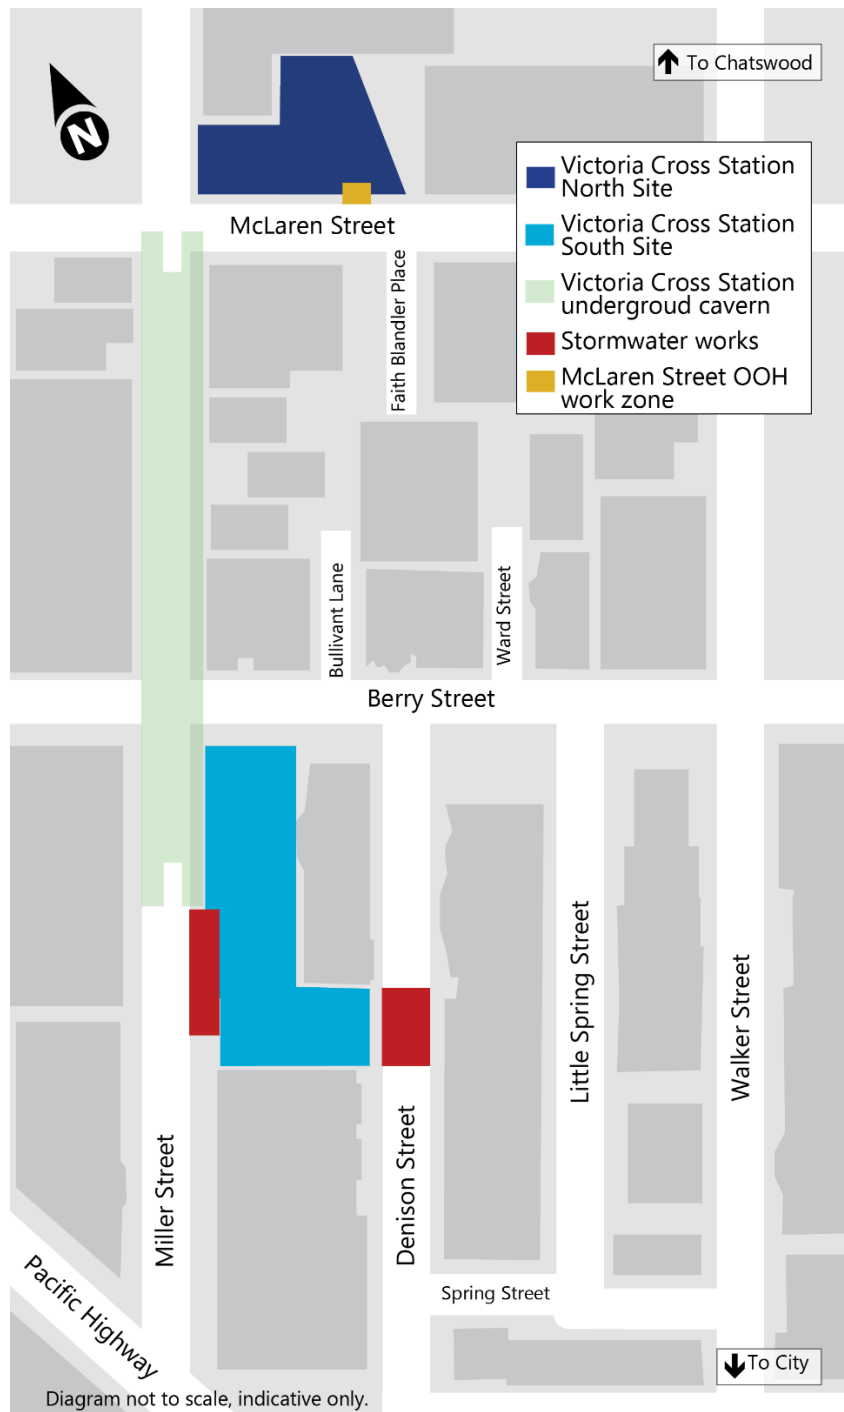 To Chatswood
N
Victoria Cross Station
North Site
Victoria Cross Station
South Site
Victoria Cross Station
undergroud cavern
Stormwater works
McLaren Street OOH
work zone
McLaren Street
Faith Blandler Place
Bullivant Lane
Ward Street
Berry Street
Little Spring Street
Walker Street
Miller Street
Denison Street
Pacific Highway
Spring Street
To City
Diagram not to scale, indicative only.